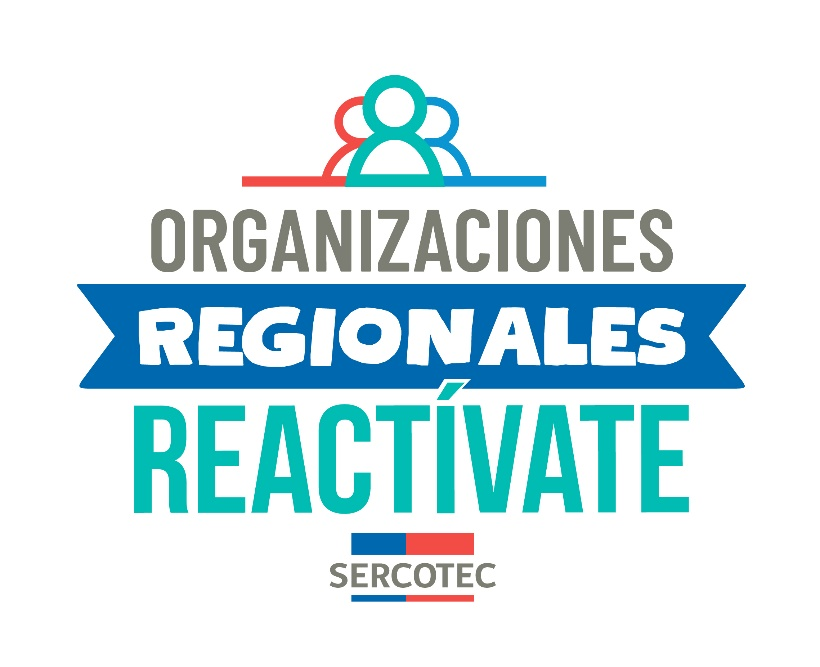 ORGANIZACIONES
REGIONALES
REACTÍVATE
SERCOTEC